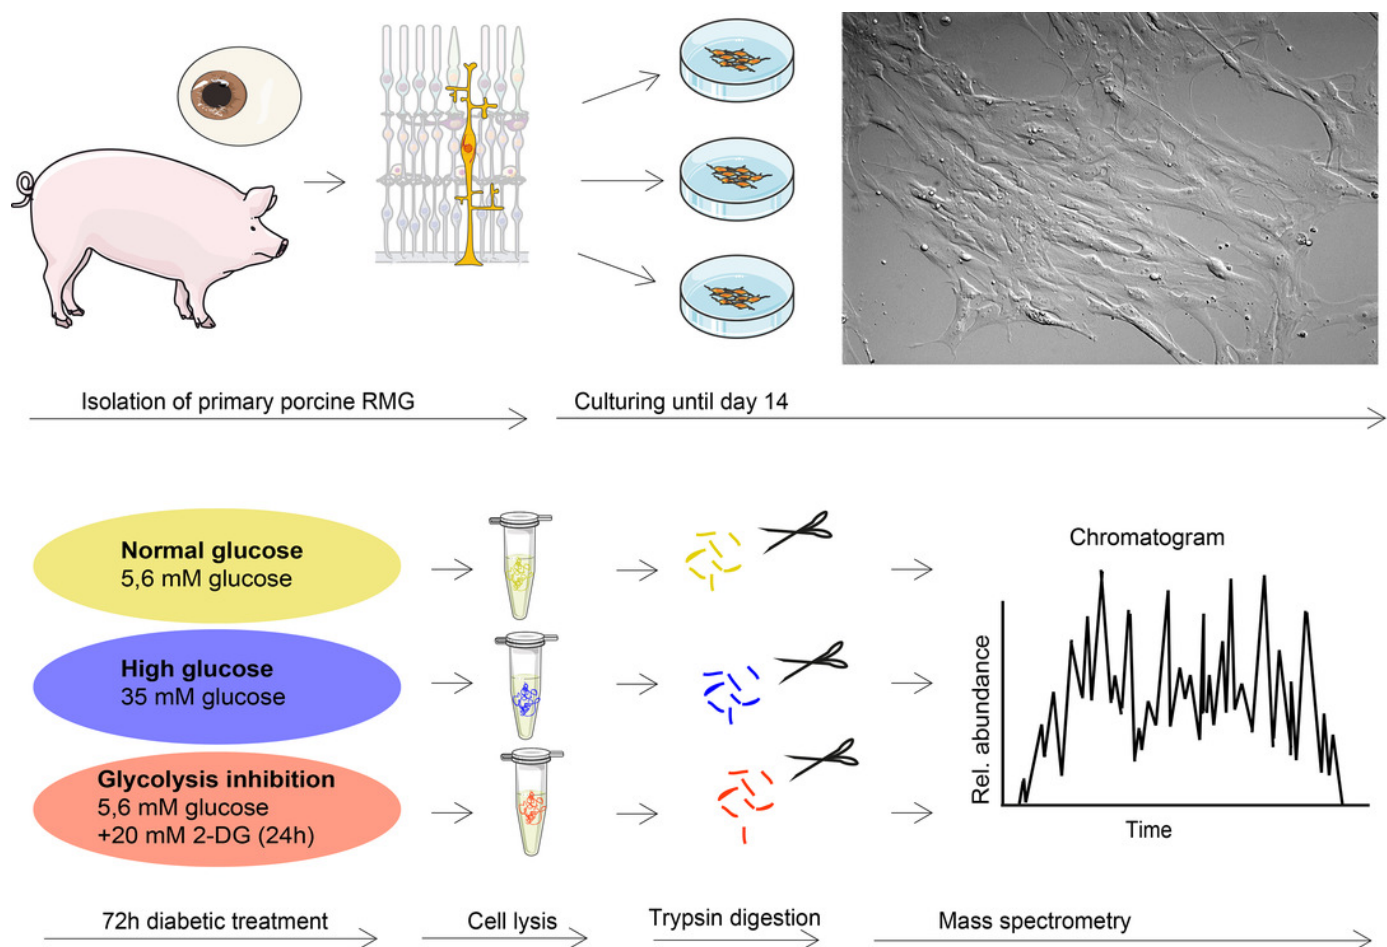 Isolation of primary porcine RMG
Culturing until day 14
Normal glucose
5,6 mM glucose
High glucose
35 mM glucose
Glycolysis inhibition
5,6 mM glucose
+20 mM 2-DG (24h)
Chromatogram
Rel. abundance
Time
72h diabetic treatment
Cell lysis
Trypsin digestion
Mass spectrometry